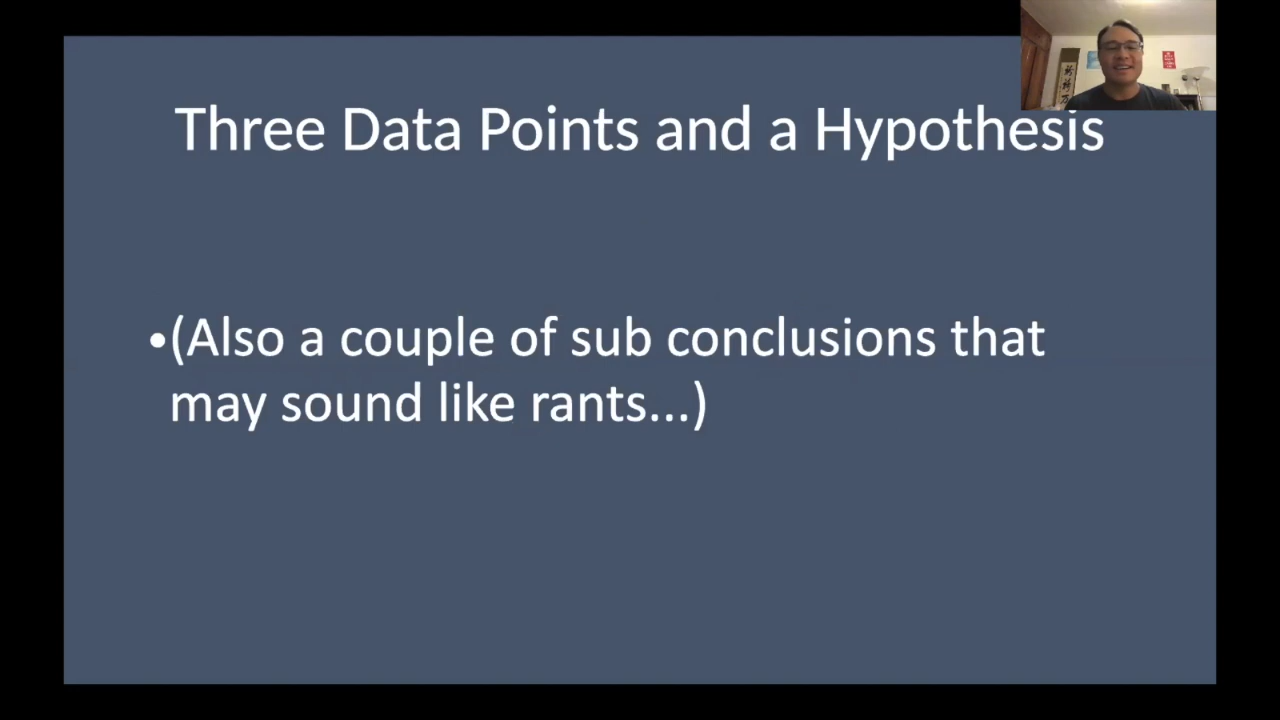 Three Data Points and a Hypothesis
•(Also a couple of sub conclusions that
may sound like rants...)